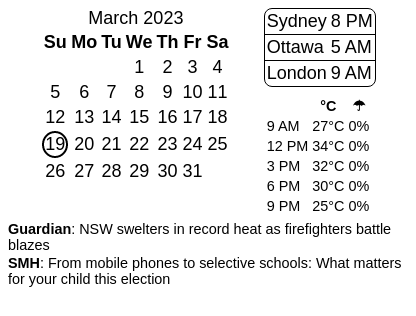 March 2023
Su Mo Tu We Th Fr Sa
1 2 3 4
5 6 7 8 9 10 11
12 13 14 15 16 17 18
19 20 21 22 23 24 25
26 27 28 29 30 31
Sydney 8 PM
Ottawa 5 AM
London 9 AM
°C ☂
9 AM 27°C 0%
12 PM 34°C 0%
3 PM 32°C 0%
6 PM 30°C 0%
9 PM 25°C 0%
Guardian: NSW swelters in record heat as firefighters battle
blazes
SMH: From mobile phones to selective schools: What matters
for your child this election